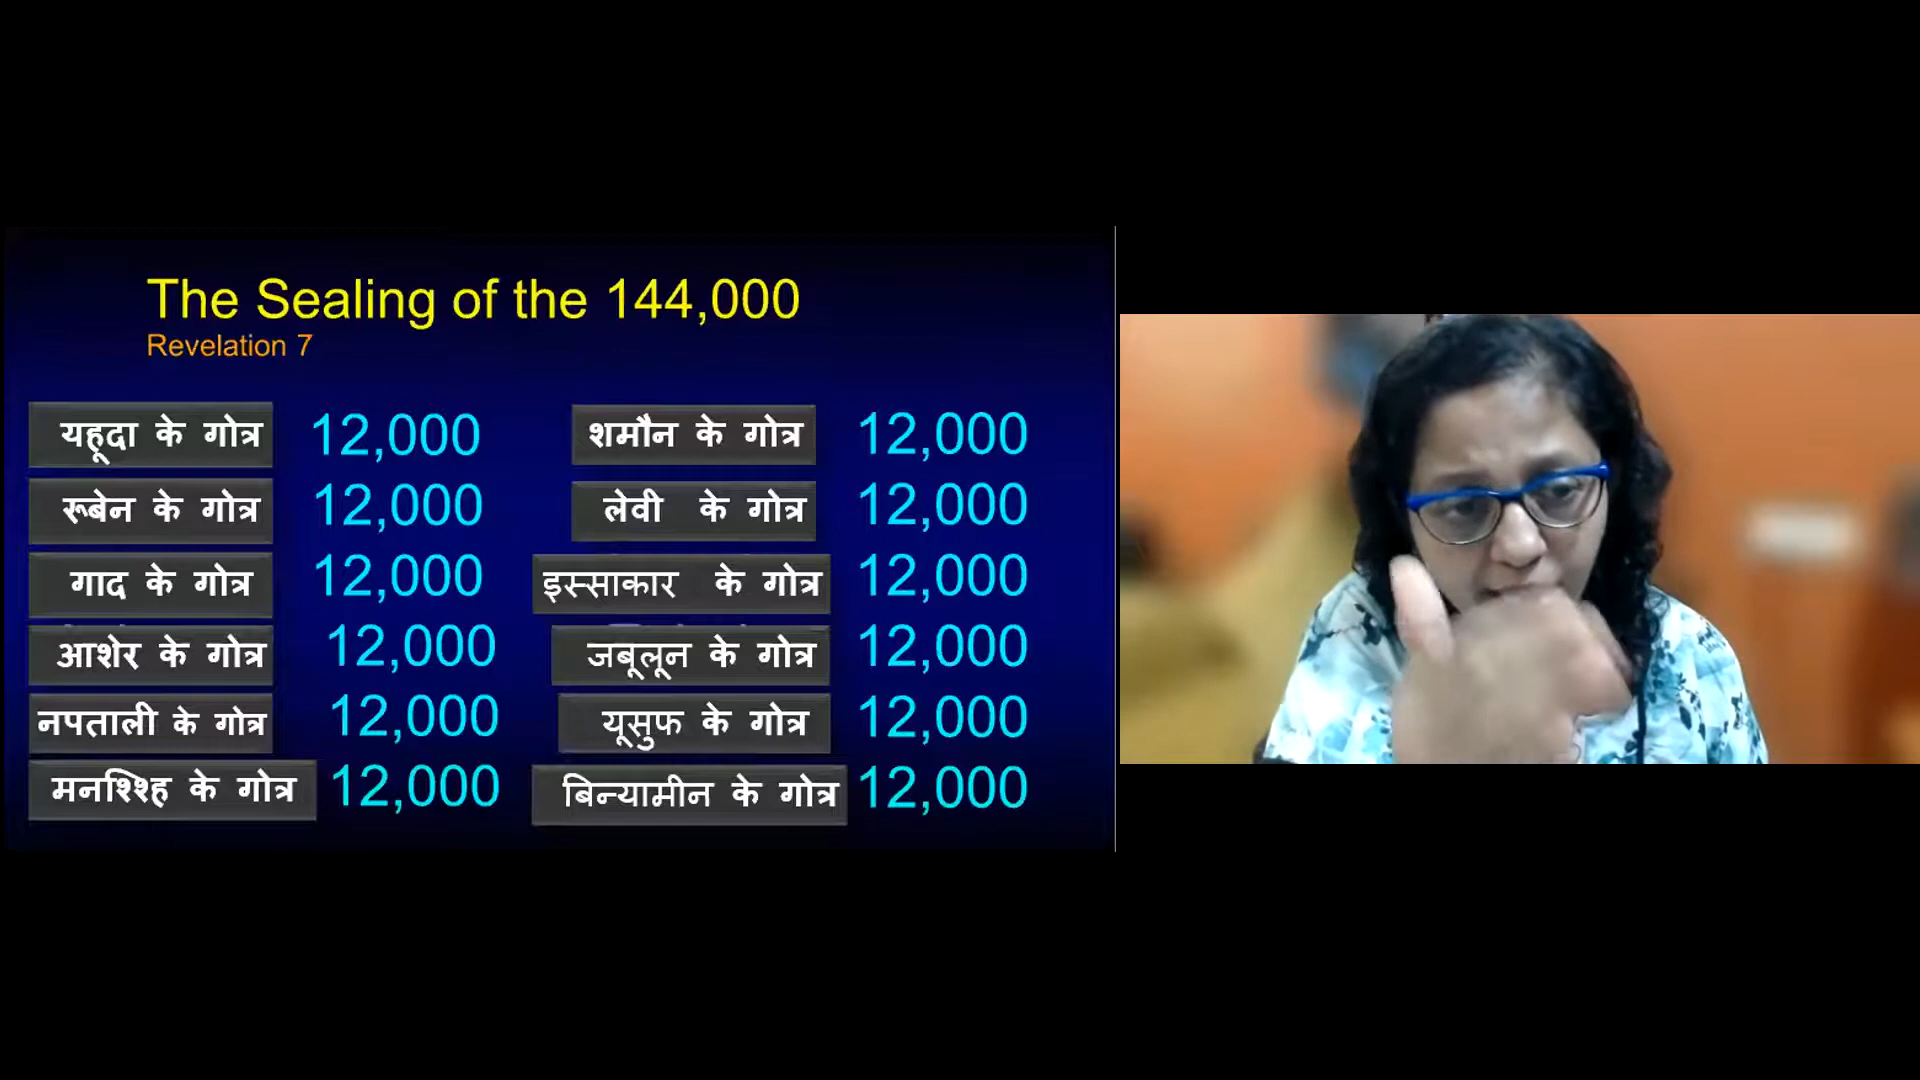 The Sealing of the 144,000
Revelation 7
यहूदा के गोत्र 12,000 शमौन के गोत्र 12,000
रूबेन के गोत्र 12,000 लेवी के गोत्र 12,000
गाद के गोत्र 12,000 इस्साकार के गोत्र 12,000
आशेर के गोत्र 12,000 जबूलून के गोत्र 12,000
नपताली के गोत्र 12,000 यूसुफ के गोत्र 12,000
मनश्शिह के गोत्र 12,000 बिन्यामीन के गोत्र 12,000